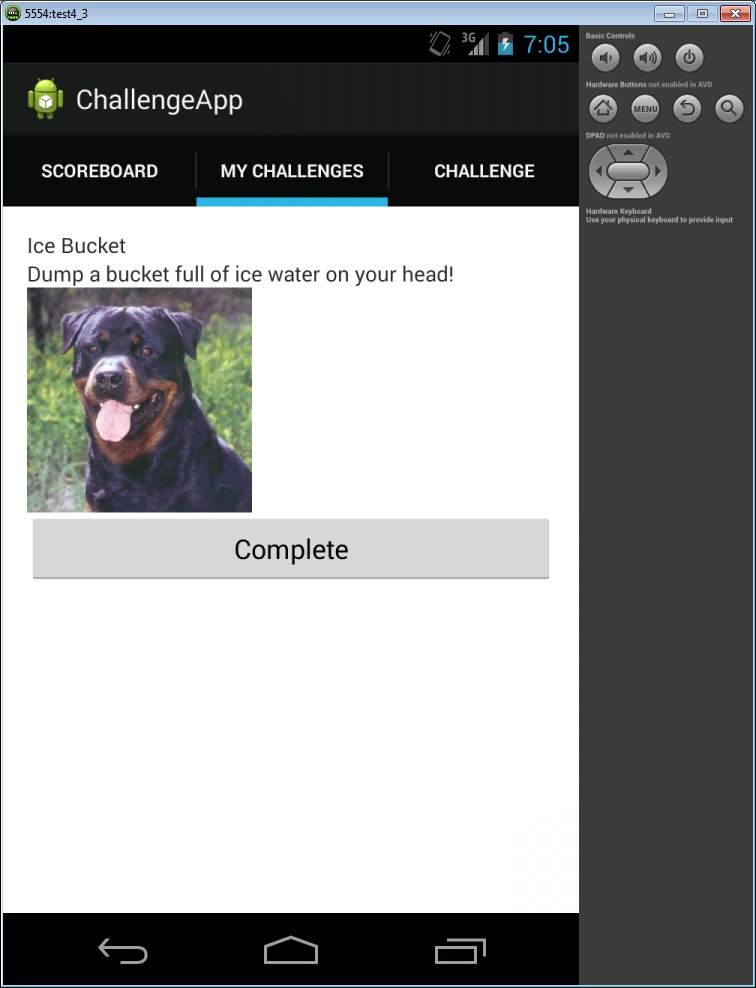 5554:test4_3
3G 7:05
ChallengeApp
SCOREBOARD MY CHALLENGES CHALLENGE
Ice Bucket
Dump a bucket full of ice water on your head!
Complete
Basic Controls
Hardware Buttons not enabled in AVD
MENU
DPAD not enabled in AVD
Hardware Keyboard
Use your physical keyboard to provide input